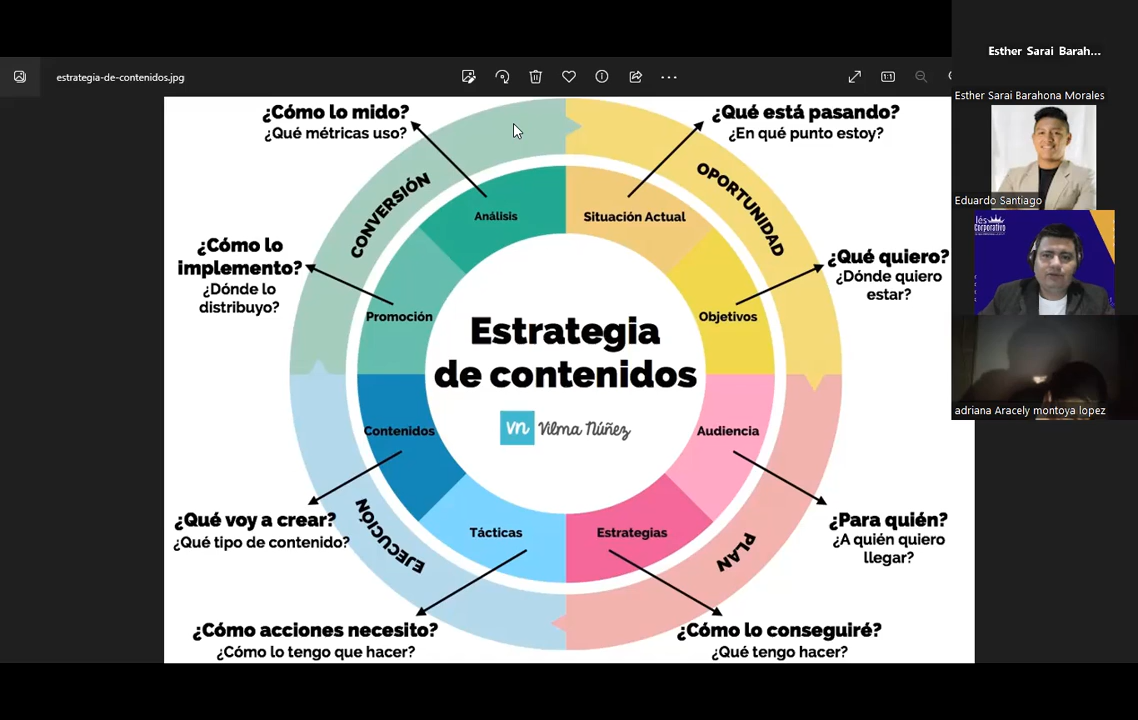 Esther Sarai Barah...
estrategia-de-contenidos.jpg
Esther Sarai Barahona Morales
¿Cómo lo mido?
¿Qué métricas uso?
¿Qué está pasando?
¿En qué punto estoy?
CONVERSIÓN
OPORTUNIDAD
Análisis
Situación Actual
Eduardo Santiago
lés
Corporativo
¿Cómo lo
implemento?
¿Dónde lo
distribuyo?
¿Qué quiero?
¿Dónde quiero
estar?
Promoción
Objetivos
Estrategia
de contenidos
vn Vilma Núñez
adriana Aracely montoya lopez
Contenidos
Audiencia
¿Qué voy a crear?
¿Qué tipo de contenido?
EJECUCIÓN
Tácticas
Estrategias
PLAN
¿Para quién?
¿A quién quiero
llegar?
¿Cómo acciones necesito?
¿Cómo lo tengo que hacer?
¿Cómo lo conseguiré?
¿Qué tengo hacer?